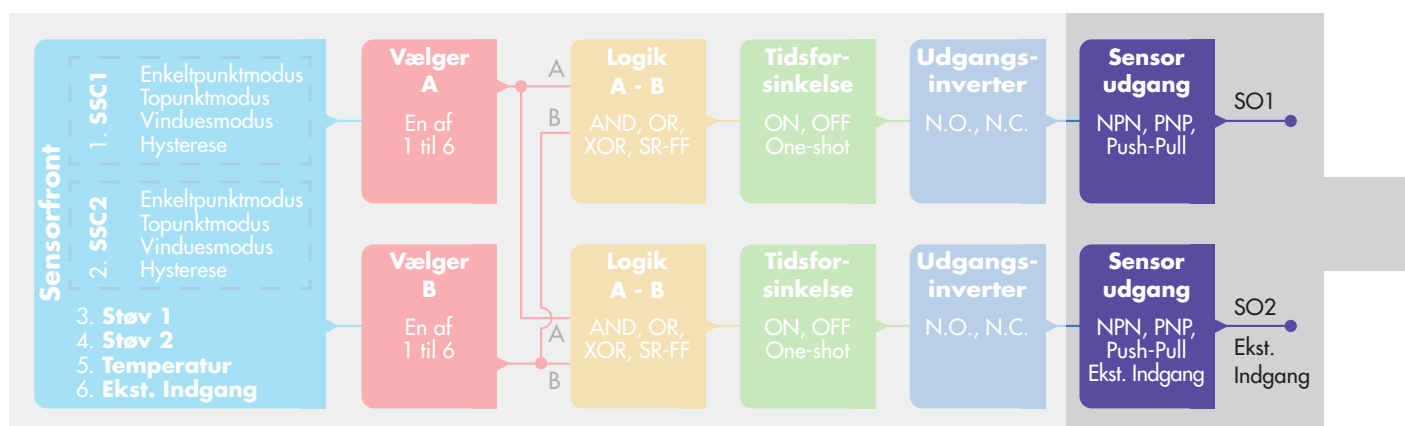 Sensorfront
1. SSC1
Enkeltpunktmodus
Topunktmodus
Vinduesmodus
Hysterese
2. SSC2
Enkeltpunktmodus
Topunktmodus
Vinduesmodus
Hysterese
3. Støv 1
4. Støv 2
5. Temperatur
6. Ekst. Indgang
Vælger
A
En af
1 til 6
A
B
Logik
A - B
AND, OR,
XOR, SR-FF
Tidsfor-
sinkelse
ON, OFF
One-shot
Udgangs-
inverter
N.O., N.C.
Sensor
udgang
NPN, PNP,
Push-Pull
SO1
Vælger
B
En af
1 til 6
A
B
Logik
A - B
AND, OR,
XOR, SR-FF
Tidsfor-
sinkelse
ON, OFF
One-shot
Udgangs-
inverter
N.O., N.C.
Sensor
udgang
NPN, PNP,
Push-Pull
Ekst. Indgang
SO2
Ekst.
Indgang